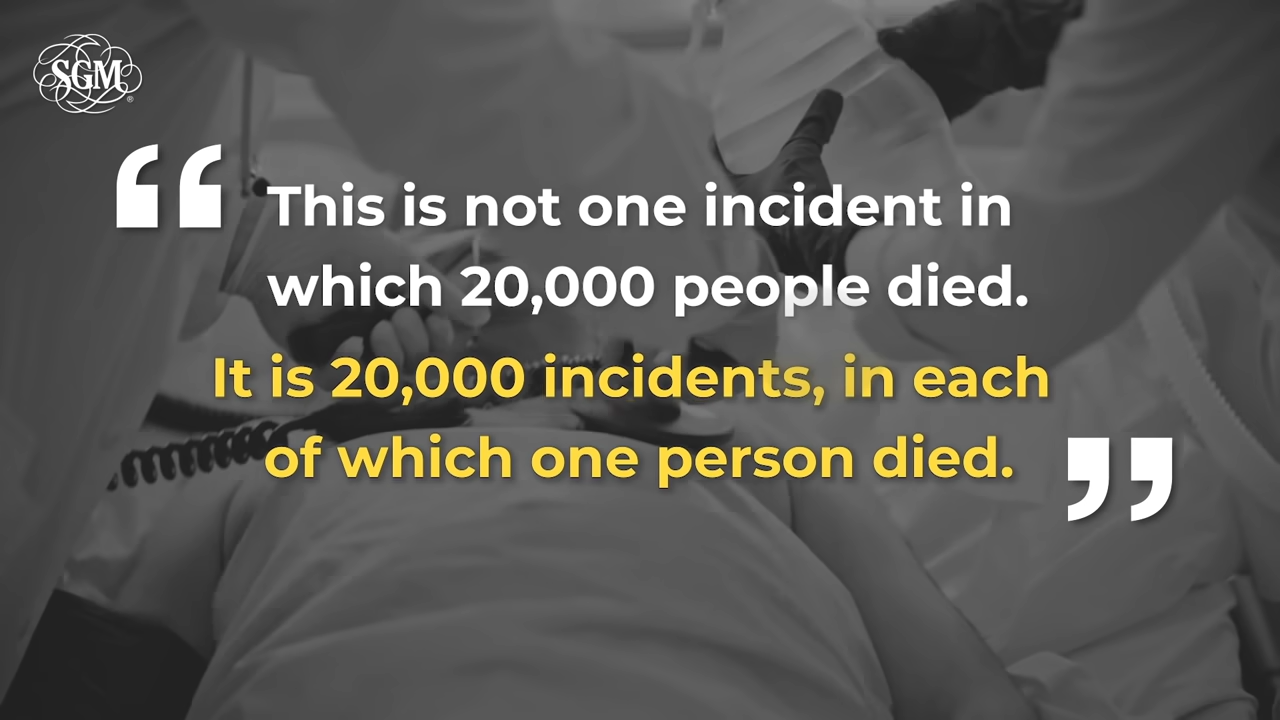 SGM
®
“ This is not one incident in
which 20,000 people died.
It is 20,000 incidents, in each
of which one person died. ”